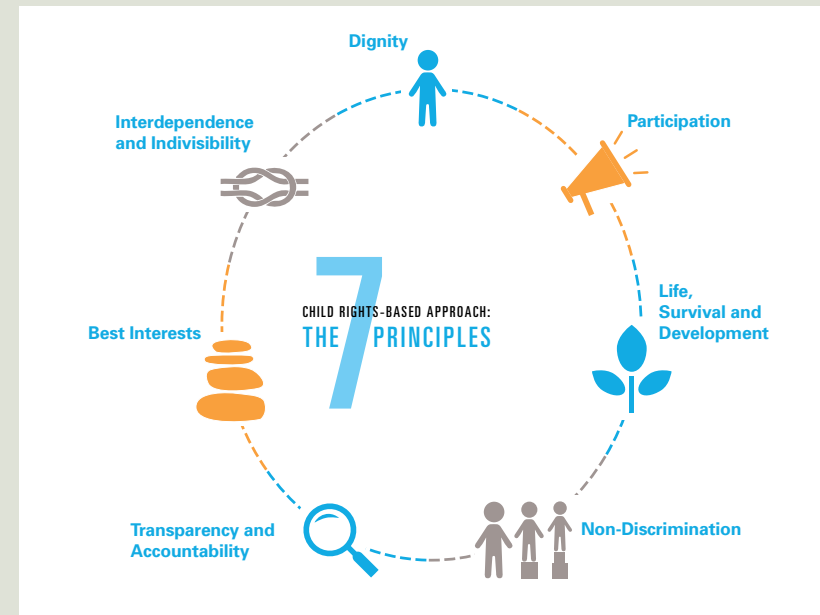 Dignity
Participation
Interdependence
and Indivisibility
Life,
Survival and
Development
7
CHILD RIGHTS-BASED APPROACH:
THE PRINCIPLES
Best Interests
Non-Discrimination
Transparency and
Accountability